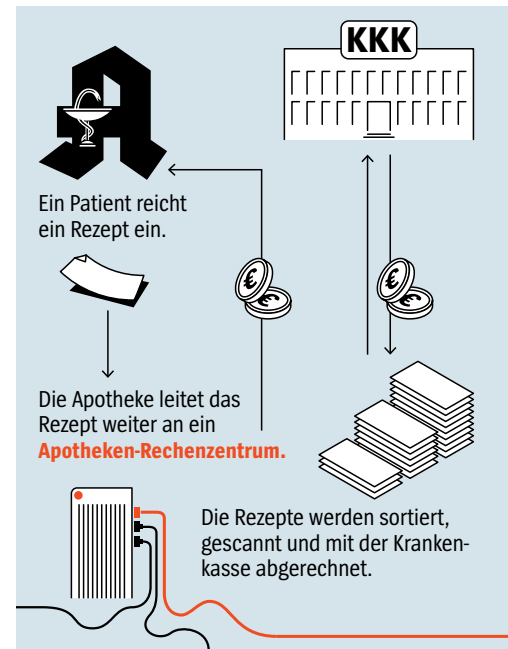 KKK
Ein Patient reicht
ein Rezept ein.
€
€
€
€
Die Apotheke leitet das
Rezept weiter an ein
Apotheken-Rechenzentrum.
Die Rezepte werden sortiert,
gescannt und mit der Kranken-
kasse abgerechnet.